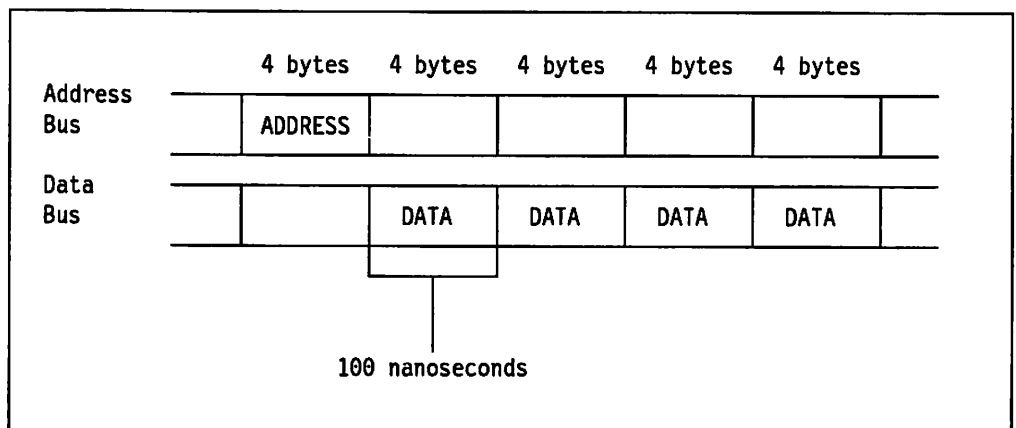 4 bytes 4 bytes 4 bytes 4 bytes 4 bytes
Address
Bus
ADDRESS
Data
Bus
DATA DATA DATA DATA
100 nanoseconds